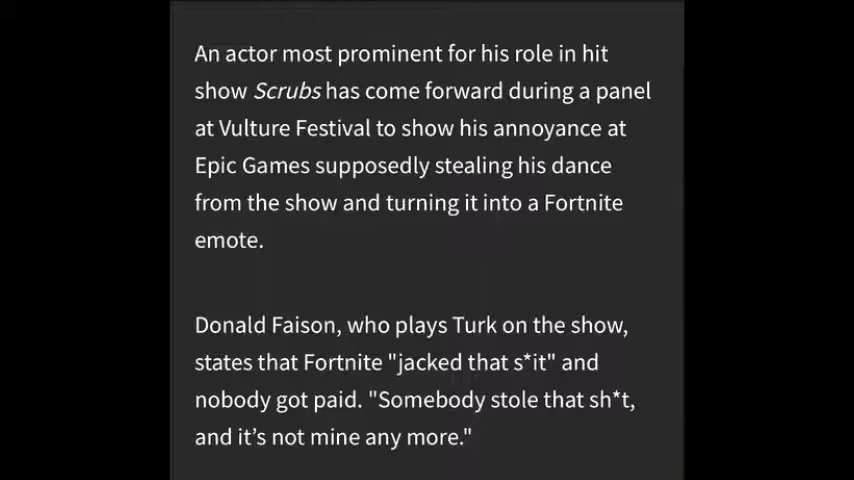 An actor most prominent for his role in hit
show Scrubs has come forward during a panel
at Vulture Festival to show his annoyance at
Epic Games supposedly stealing his dance
from the show and turning it into a Fortnite
emote.
Donald Faison, who plays Turk on the show,
states that Fortnite "jacked that s*it" and
nobody got paid. "Somebody stole that sh*t,
and it’s not mine any more."